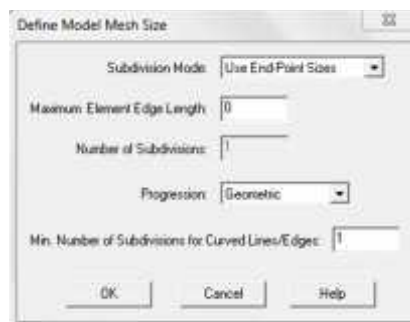 Define Model Mesh Size
Subdivision Mode: Use End-Point Sizes
Maximum Element Edge Length: 0
Number of Subdivisions: 1
Progression: Geometric
Min. Number of Subdivisions for Curved Lines/Edges: 1
OK Cancel Help